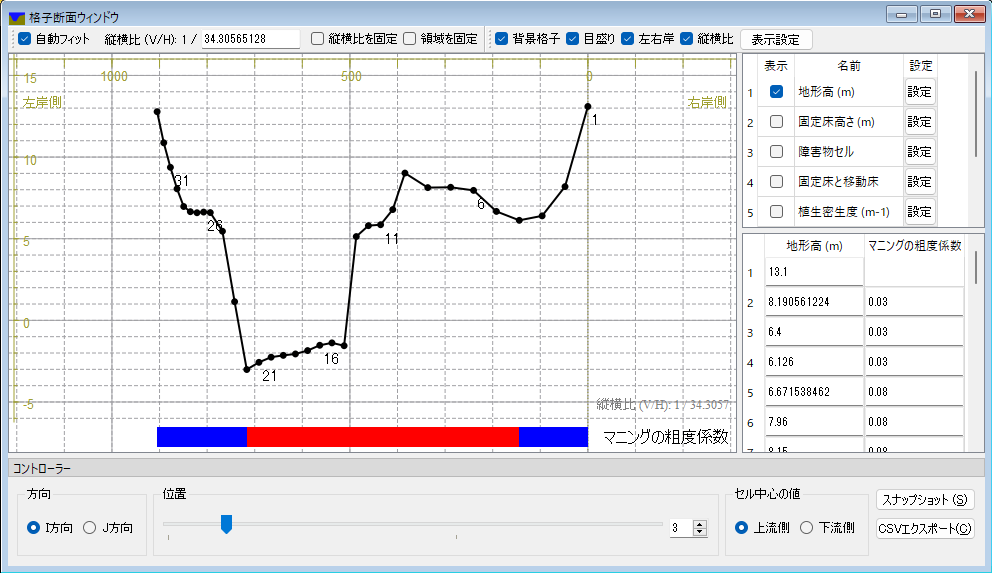 格子断面ウィンドウ
自動フィット 縦横比 (V/H): 1 / 34.30565128 縦横比を固定 領域を固定 背景格子 目盛り 左右岸 縦横比 表示設定
15 1000 500 0
左岸側 右岸側
10
5
0
-5
1
6
11
16
21
26
31
縦横比 (V/H): 1 / 34.3057
マニングの粗度係数
表示 名前 設定
1 地形高 (m) 設定
2 固定床高さ (m) 設定
3 障害物セル 設定
4 固定床と移動床 設定
5 植生密生度 (m-1) 設定
地形高 (m) マニングの粗度係数
1 13.1
2 8.190561224 0.03
3 6.4 0.03
4 6.126 0.03
5 6.671538462 0.08
6 7.96 0.08
7 8.15 0.08
コントローラー
方向 位置 セル中心の値
I方向 J方向 3 上流側 下流側
スナップショット (S)
CSVエクスポート(C)